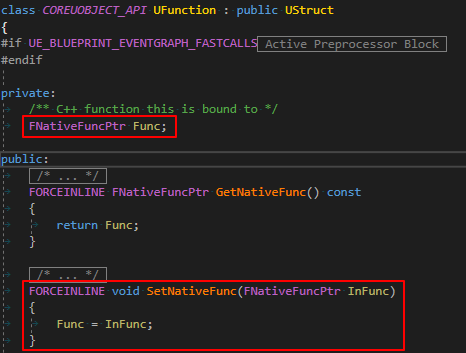 class COREUOBJECT_API UFunction : public UStruct
{
#if UE_BLUEPRINT_EVENTGRAPH_FASTCALLS Active Preprocessor Block
#endif
private:
/** C++ function this is bound to */
FNativeFuncPtr Func;
public:
/* ... */
FORCEINLINE FNativeFuncPtr GetNativeFunc() const
{
return Func;
}
/* ... */
FORCEINLINE void SetNativeFunc(FNativeFuncPtr InFunc)
{
Func = InFunc;
}